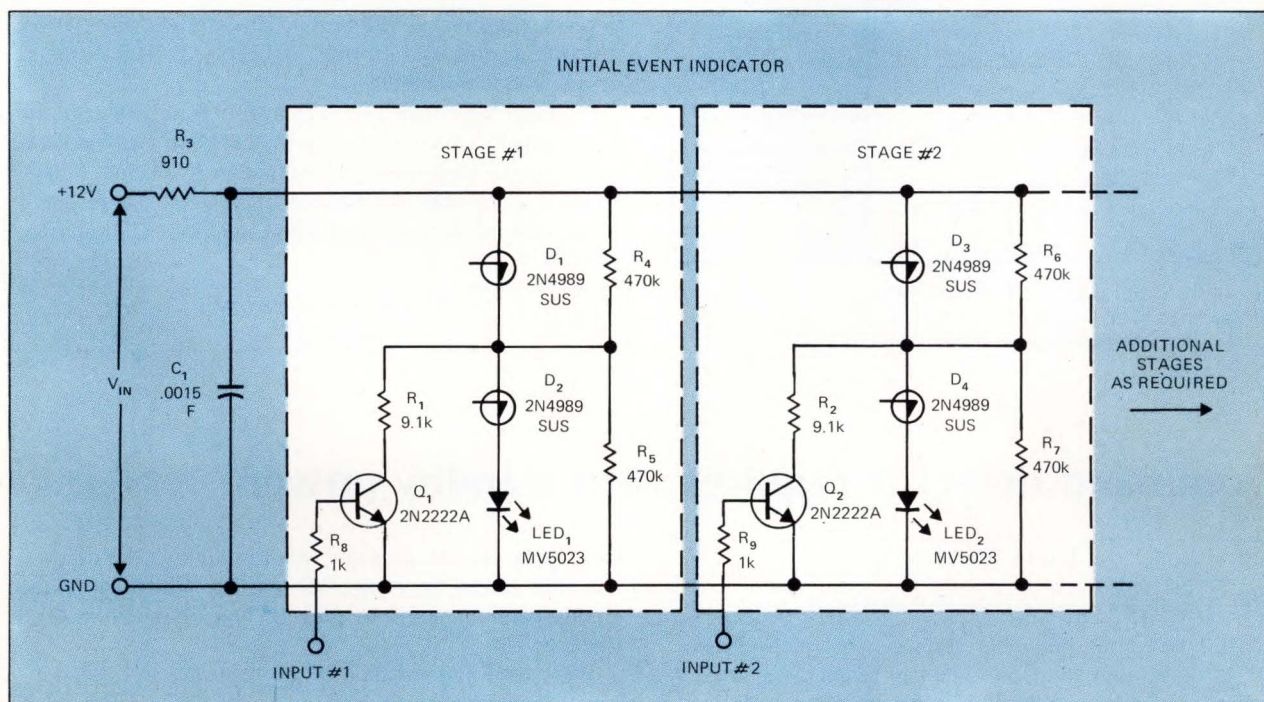 INITIAL EVENT INDICATOR
STAGE #1
STAGE #2
R3
910
+12V
VIN
C1
.0015
F
GND
D1
2N4989
SUS
R4
470k
R1
9.1k
D2
2N4989
SUS
R5
470k
Q1
2N2222A
R8
1k
LED1
MV5023
INPUT #1
D3
2N4989
SUS
R6
470k
R2
9.1k
D4
2N4989
SUS
R7
470k
Q2
2N2222A
R9
1k
LED2
MV5023
INPUT #2
ADDITIONAL
STAGES
AS REQUIRED